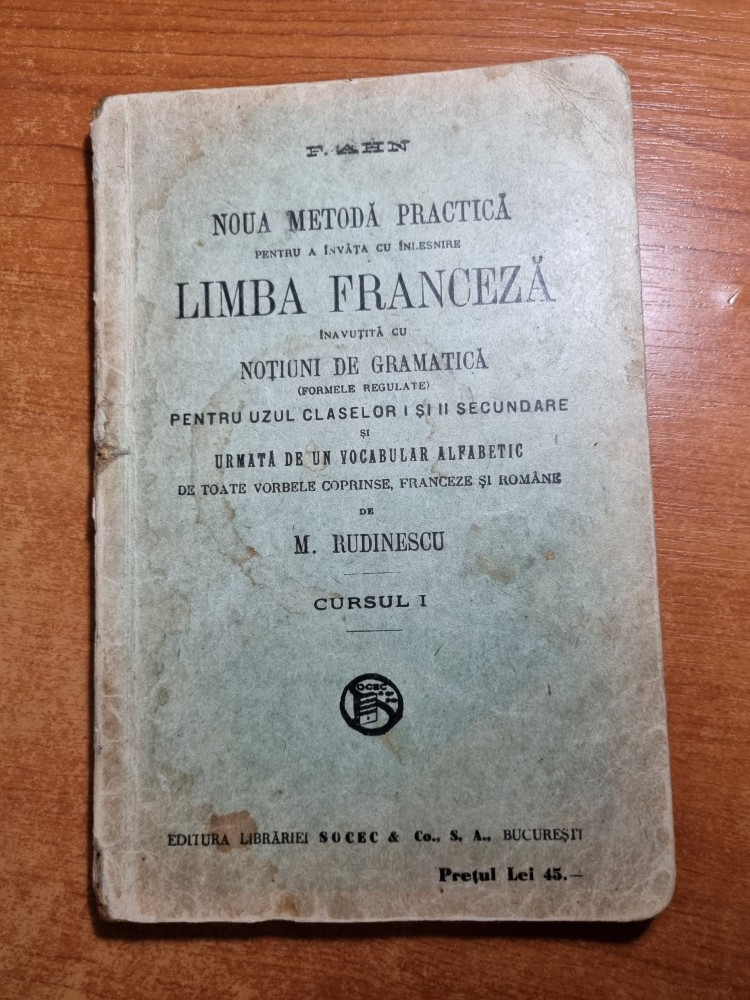 F. AHN
NOUA METODĂ PRACTICĂ
PENTRU A ÎNVĂȚA CU ÎNLESNIRE
LIMBA FRANCEZĂ
ÎNAVUȚITĂ CU
NOȚIUNI DE GRAMATICĂ
(FORMELE REGULATE)
PENTRU UZUL CLASELOR I ȘI II SECUNDARE
ȘI
URMATĂ DE UN VOCABULAR ALFABETIC
DE TOATE VORBELE COPRINSE, FRANCEZE ȘI ROMÂNE
DE
M. RUDINESCU
CURSUL I
SOCEC
EDITURA LIBRĂRIEI SOCEC & Co., S. A., BUCUREȘTI
Prețul Lei 45.—